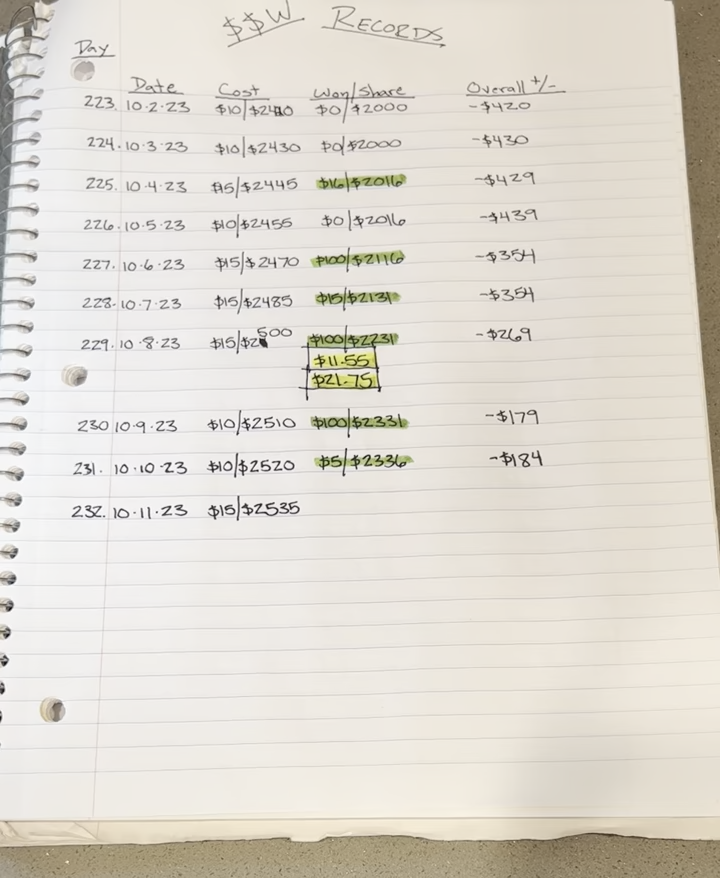 $$W Records
Day
Date Cost Won/Share Overall +/-
223. 10.2.23 $10/$2420 $0/$2000 -$420
224. 10.3.23 $10/$2430 $0/$2000 -$430
225. 10.4.23 $15/$2445 $16/$2016 -$429
226. 10.5.23 $10/$2455 $0/$2016 -$439
227. 10.6.23 $15/$2470 $100/$2116 -$354
228. 10.7.23 $15/$2485 $15/$2131 -$354
229. 10.8.23 $15/$2500 $100/$2231 -$269
$11.55
$21.75
230 10.9.23 $10/$2510 $100/$2331 -$179
231. 10.10.23 $10/$2520 $5/$2336 -$184
232. 10.11.23 $15/$2535